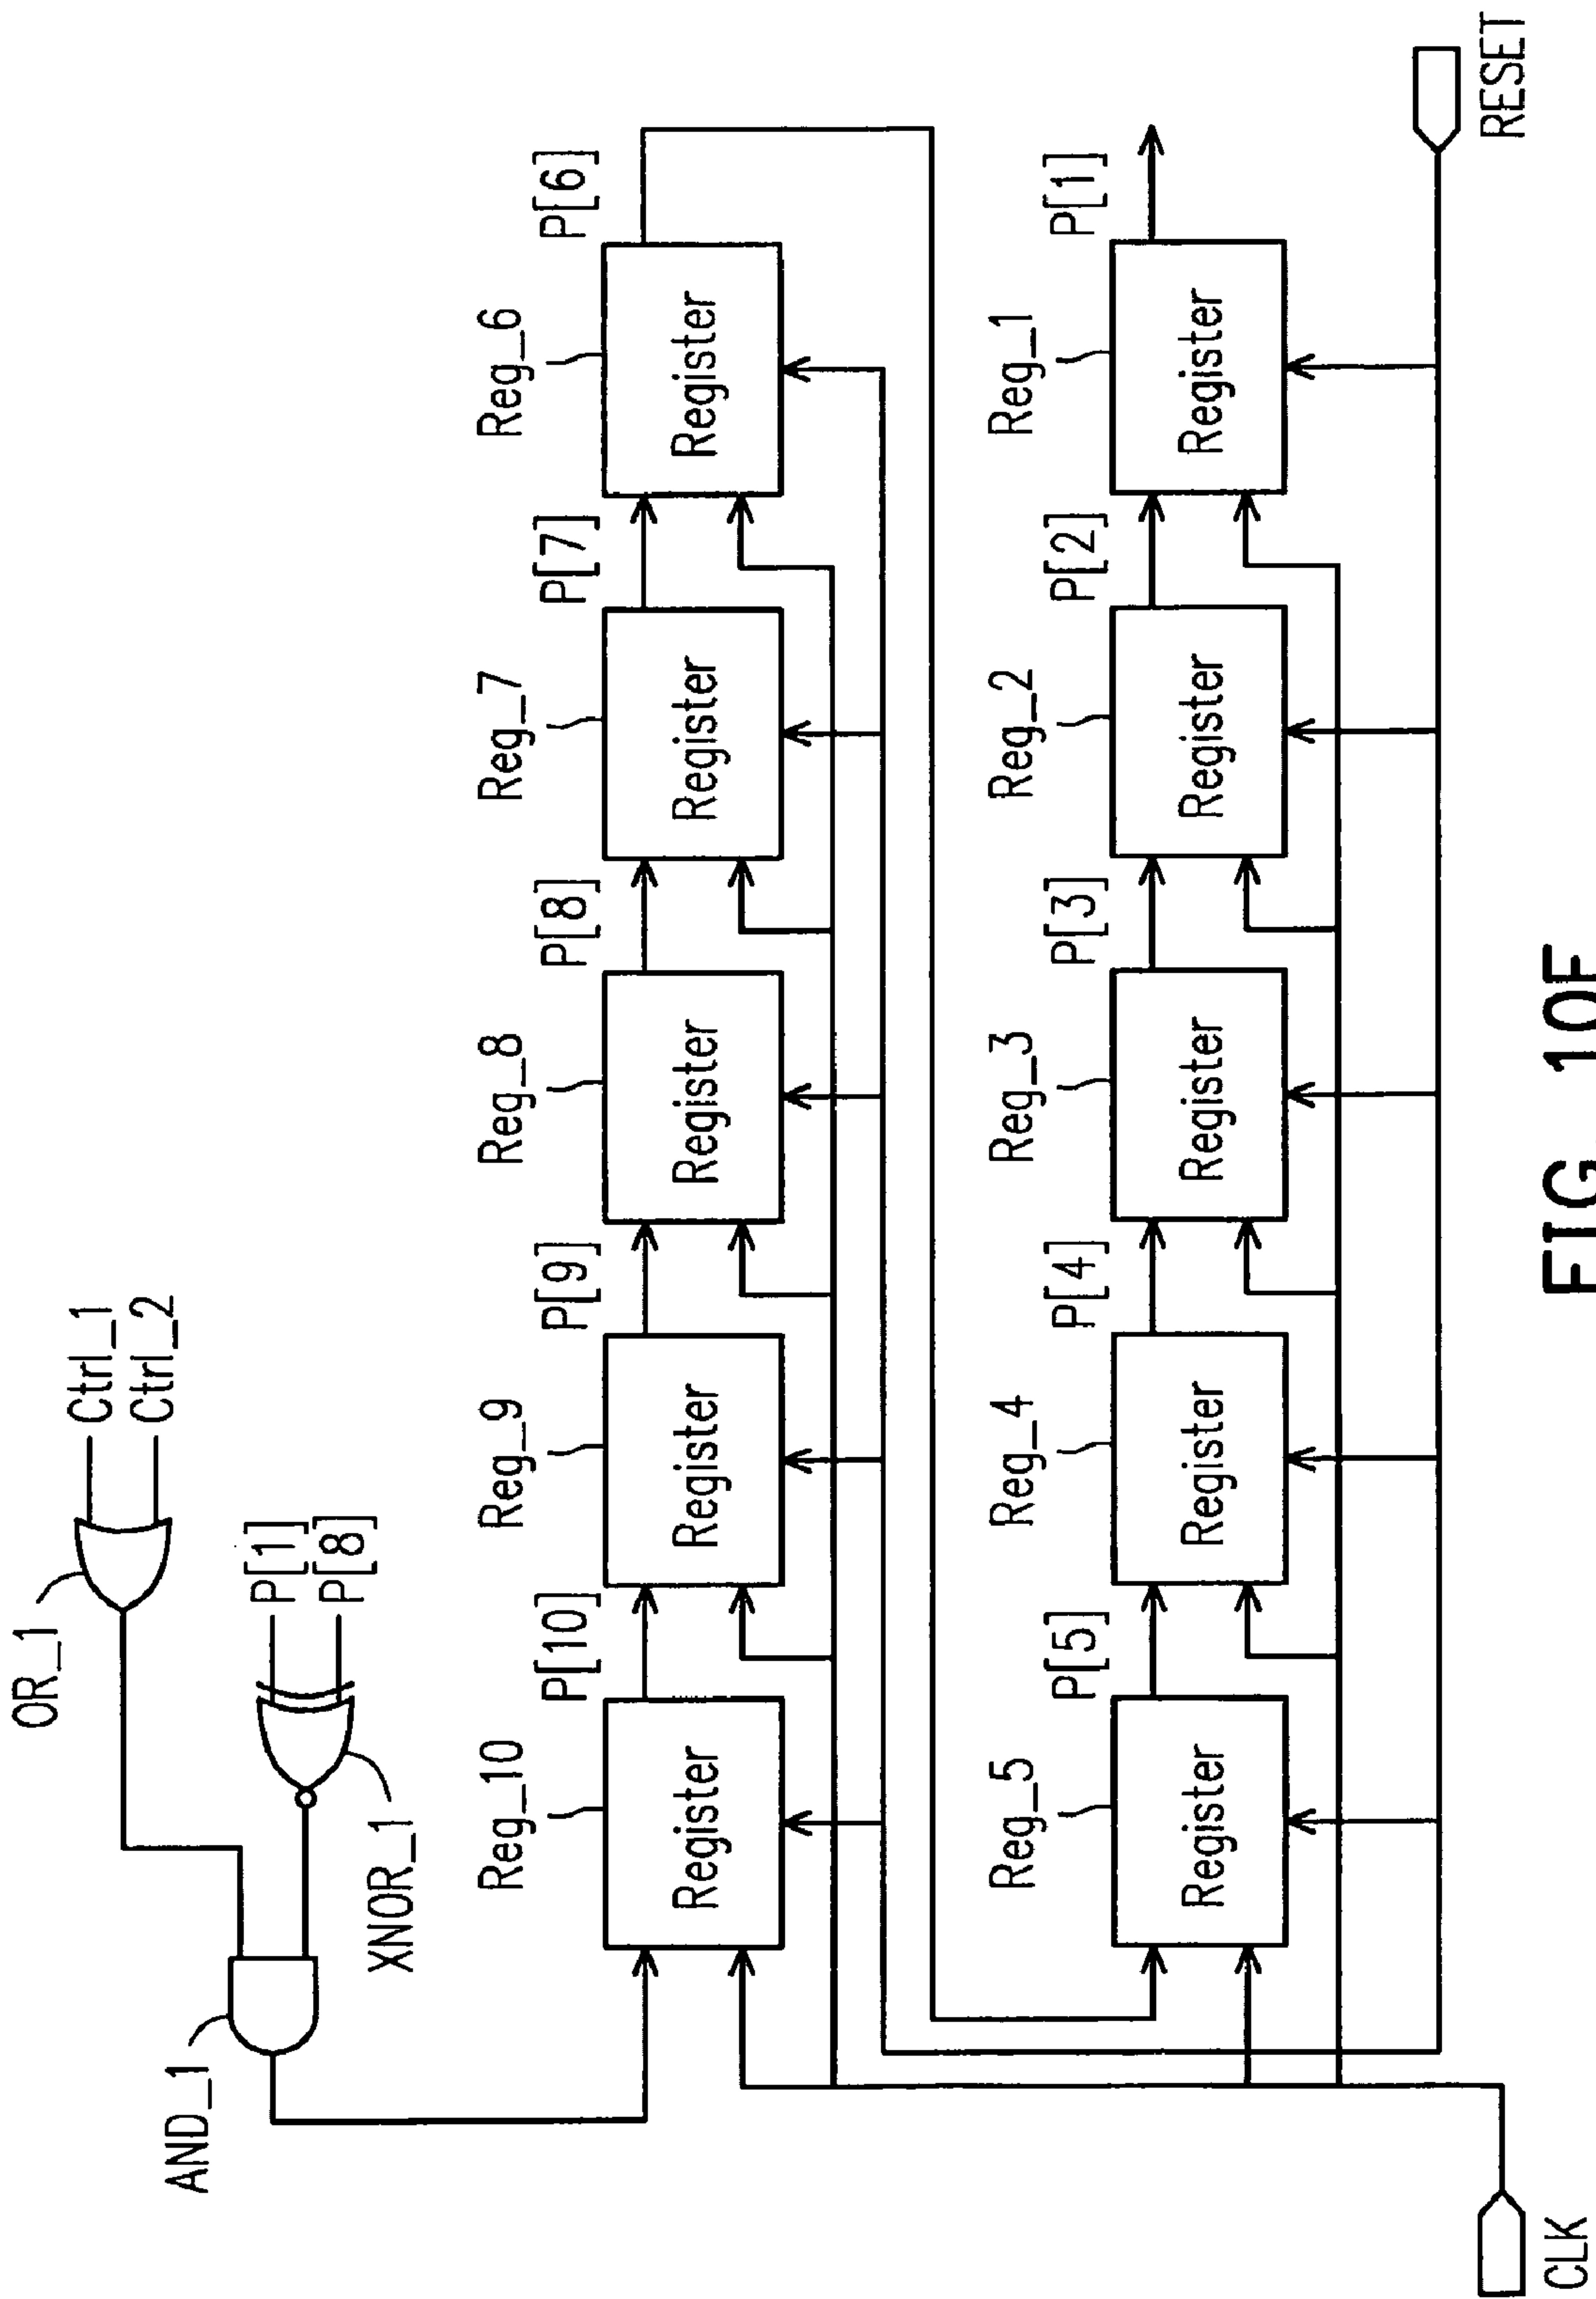 OR_1
Ctrl_1
Ctrl_2
P[1]
P[8]
AND_1
XNOR_1
Reg_10 Reg_9 Reg_8 Reg_7 Reg_6
P[10] P[9] P[8] P[7] P[6]
Register Register Register Register Register
Reg_5 Reg_4 Reg_3 Reg_2 Reg_1
P[5] P[4] P[3] P[2] P[1]
Register Register Register Register Register
CLK
RESET
FIG